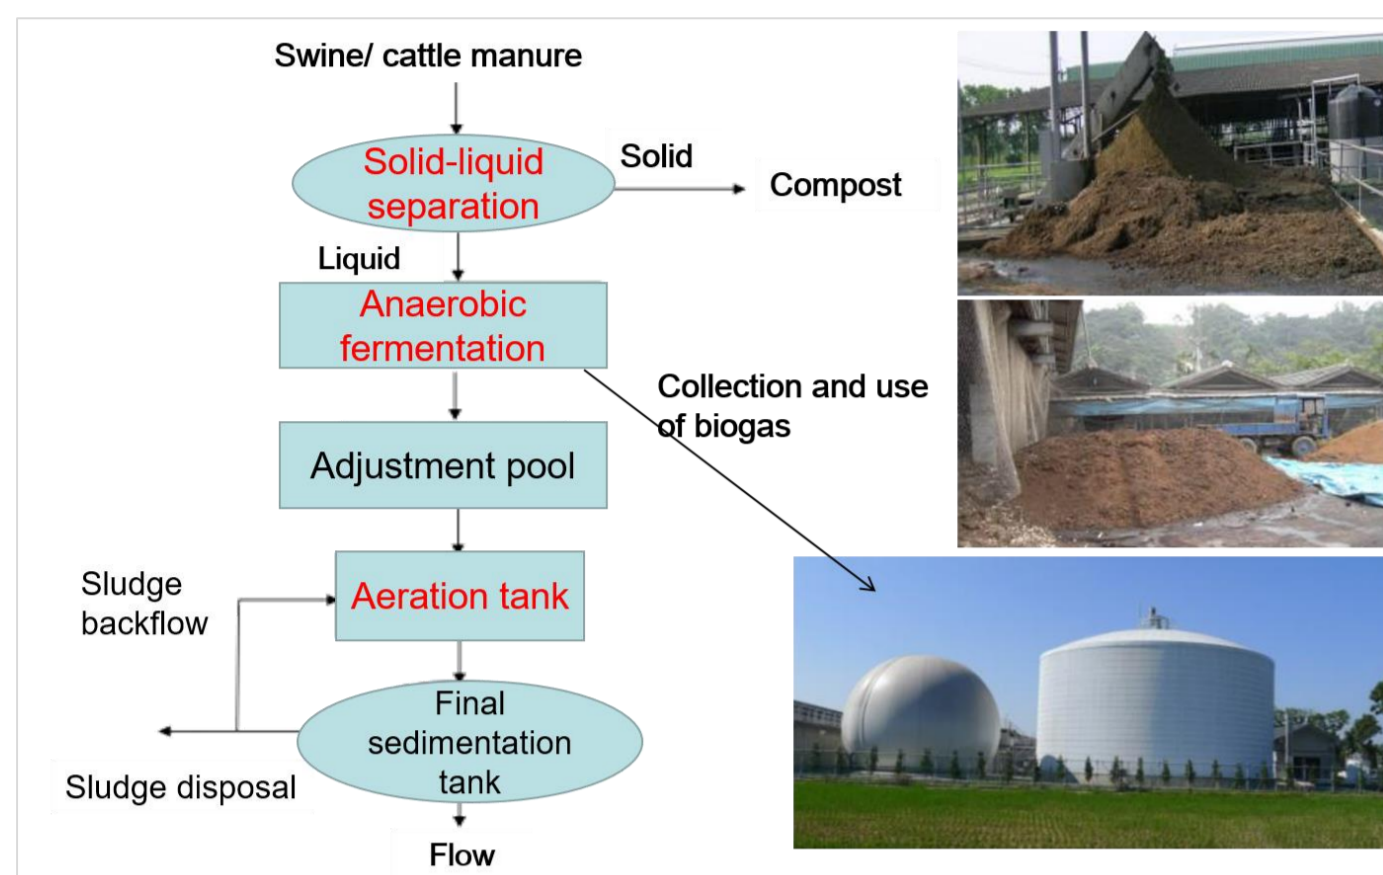 Swine/ cattle manure
Solid-liquid
separation
Solid
Compost
Liquid
Anaerobic
fermentation
Collection and use
of biogas
Adjustment pool
Sludge
backflow
Aeration tank
Final
sedimentation
tank
Sludge disposal
Flow